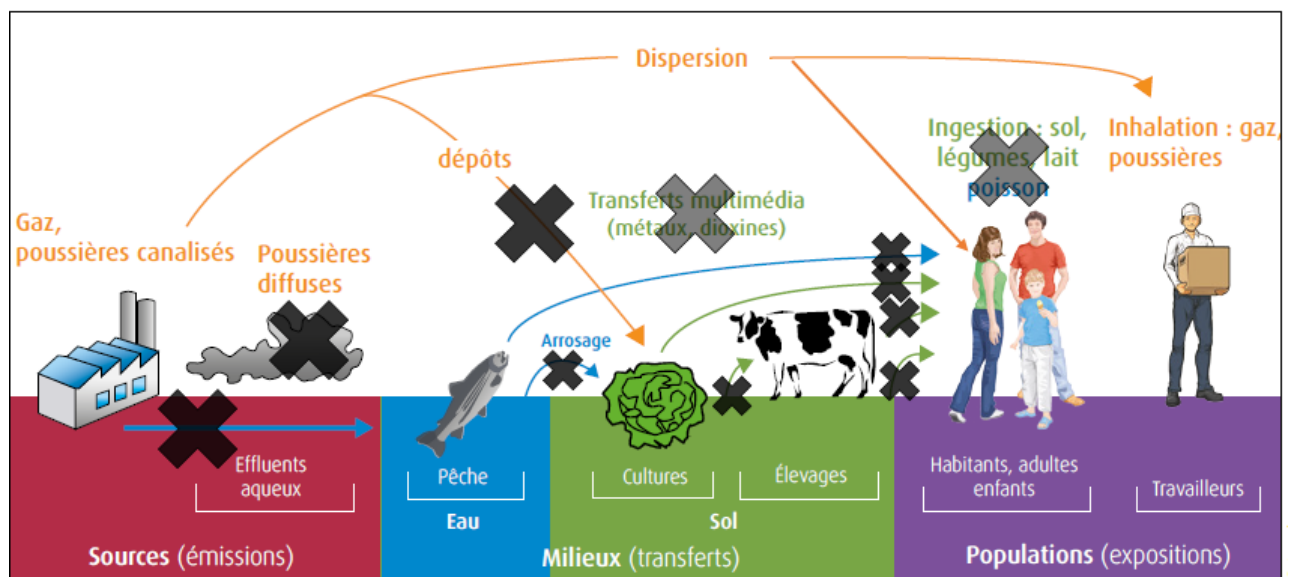 Dispersion
Ingestion : sol,
légumes, lait
poisson
Inhalation : gaz,
poussières
dépôts
Transferts multimédia
(métaux, dioxines)
Gaz,
poussières canalisés
Poussières
diffuses
Arrosage
Effluents
aqueux
Pêche
Cultures
Élevages
Habitants, adultes
enfants
Travailleurs
Eau
Sol
Sources (émissions)
Milieux (transferts)
Populations (expositions)